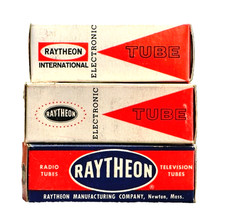 RAYTHEON
INTERNATIONAL
ELECTRONIC
TUBE
RAYTHEON
ELECTRONIC
TUBE
RADIO
TUBES
RAYTHEON
®
TELEVISION
TUBES
RAYTHEON MANUFACTURING COMPANY, Newton, Mass.